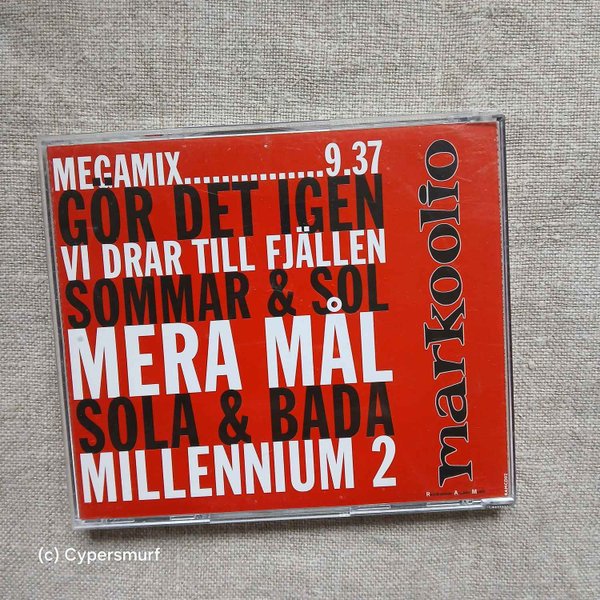 MEGAMIX...............9.37
GÖR DET IGEN
VI DRAR TILL FJÄLLEN
SOMMAR & SOL
MERA MÅL
SOLA & BADA
MILLENNIUM 2
markoolio
(c) Cypersmurf